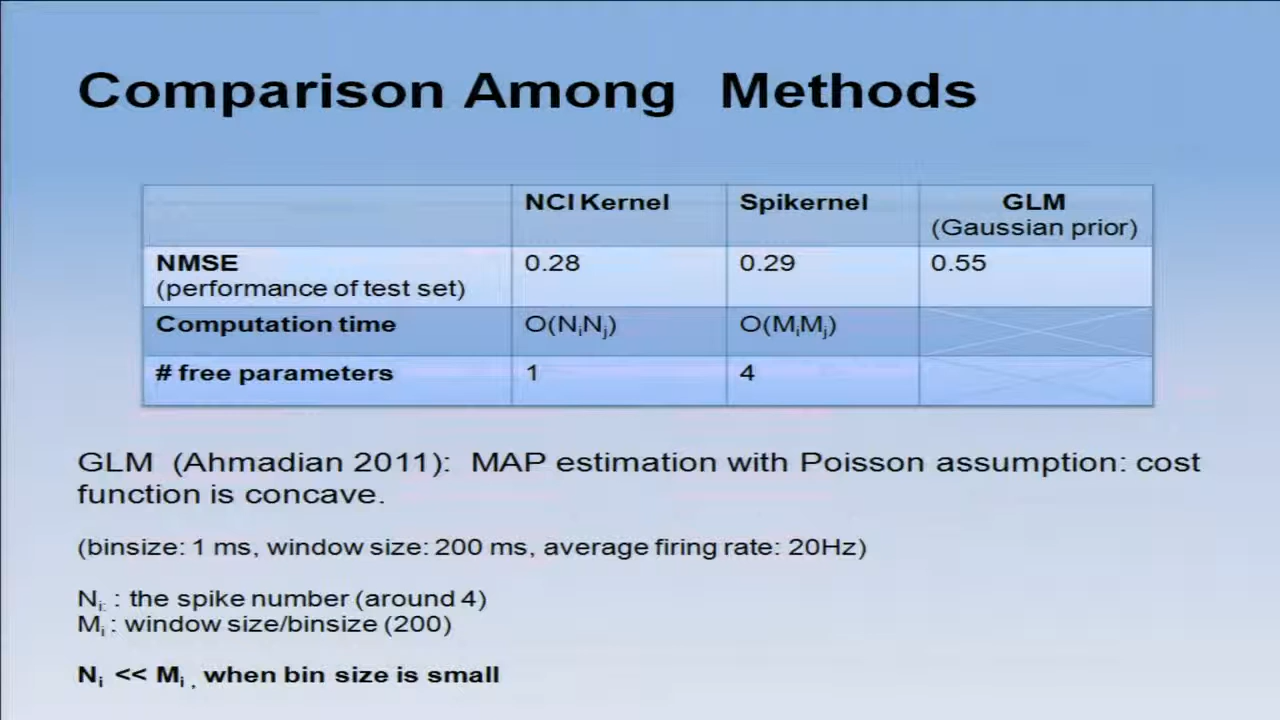 Comparison Among Methods
NCI Kernel Spikernel GLM
(Gaussian prior)
NMSE 0.28 0.29 0.55
(performance of test set)
Computation time O(NiNj) O(MiMj)
# free parameters 1 4
GLM (Ahmadian 2011): MAP estimation with Poisson assumption: cost
function is concave.
(binsize: 1 ms, window size: 200 ms, average firing rate: 20Hz)
Ni: : the spike number (around 4)
Mi : window size/binsize (200)
Ni << Mi , when bin size is small